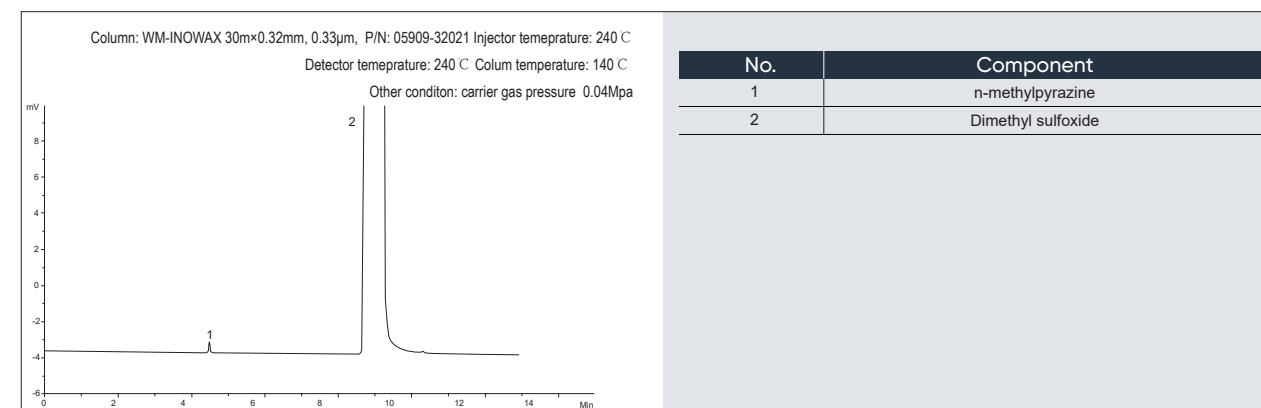 Column: WM-INOWAX 30m×0.32mm, 0.33μm, P/N: 05909-32021 Injector temeprature: 240℃
Detector temeprature: 240℃ Colum temperature: 140℃
Other conditon: carrier gas pressure 0.04Mpa
mV
8
6
4
2
0
-2
-4
-6
1
2
0 2 4 6 8 10 12 14 Min
No. Component
1 n-methylpyrazine
2 Dimethyl sulfoxide